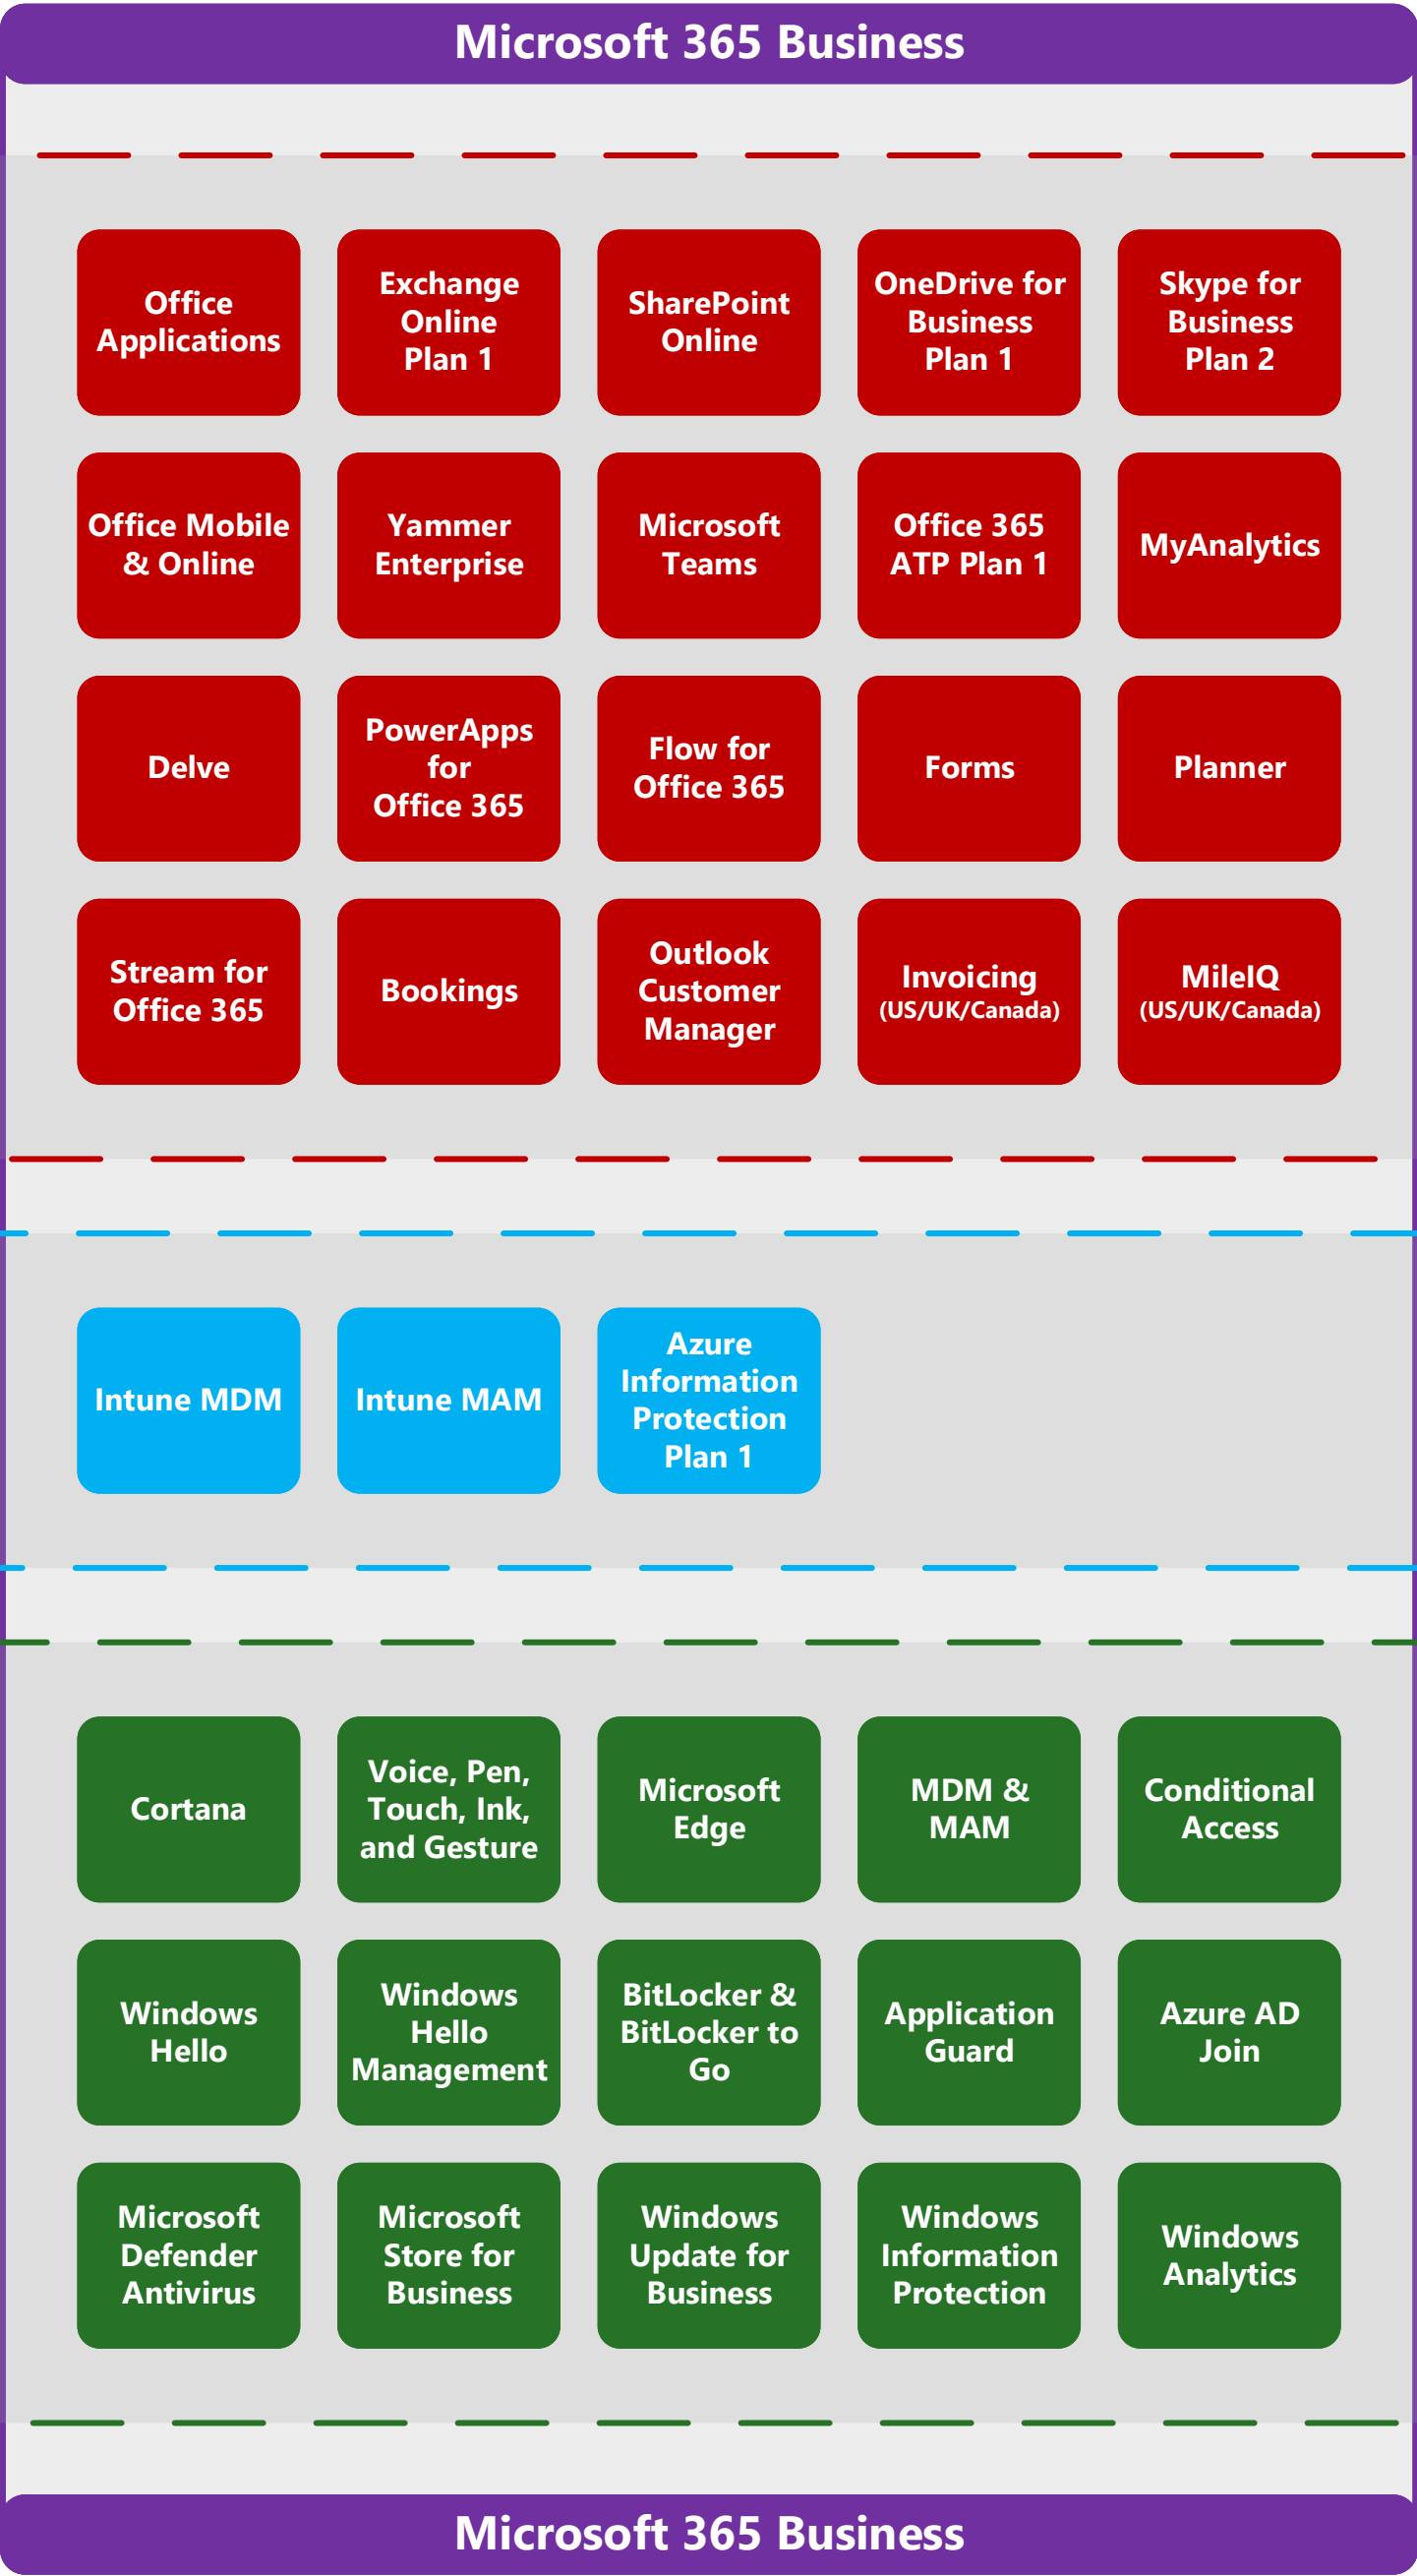 Microsoft 365 Business
Office
Applications
Exchange
Online
Plan 1
SharePoint
Online
OneDrive for
Business
Plan 1
Skype for
Business
Plan 2
Office Mobile
& Online
Yammer
Enterprise
Microsoft
Teams
Office 365
ATP Plan 1
MyAnalytics
Delve
PowerApps
for
Office 365
Flow for
Office 365
Forms
Planner
Stream for
Office 365
Bookings
Outlook
Customer
Manager
Invoicing
(US/UK/Canada)
MileIQ
(US/UK/Canada)
Intune MDM
Intune MAM
Azure
Information
Protection
Plan 1
Cortana
Voice, Pen,
Touch, Ink,
and Gesture
Microsoft
Edge
MDM &
MAM
Conditional
Access
Windows
Hello
Windows
Hello
Management
BitLocker &
BitLocker to
Go
Application
Guard
Azure AD
Join
Microsoft
Defender
Antivirus
Microsoft
Store for
Business
Windows
Update for
Business
Windows
Information
Protection
Windows
Analytics
Microsoft 365 Business